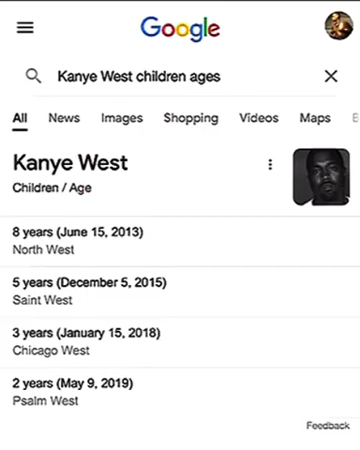 Google
Kanye West children ages
All News Images Shopping Videos Maps
Kanye West
Children / Age
8 years (June 15, 2013)
North West
5 years (December 5, 2015)
Saint West
3 years (January 15, 2018)
Chicago West
2 years (May 9, 2019)
Psalm West
Feedback